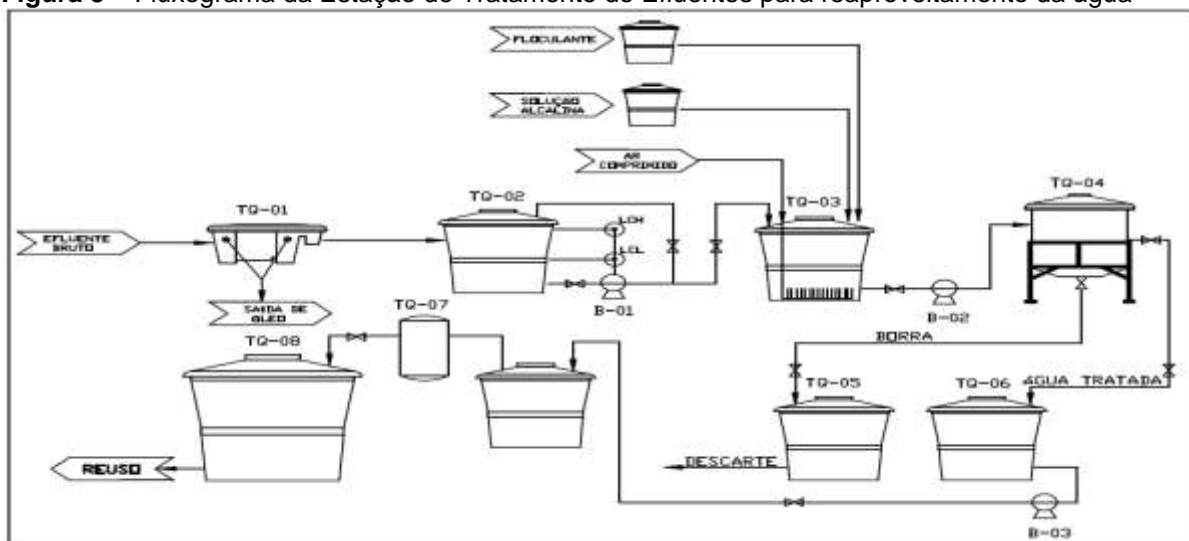 Figura – Fluxograma da Estação de Tratamento de Efluentes para reaproveitamento da água
FLOCULANTE
SOLUÇÃO
ALCALINA
AR
COMPRIMIDO
TQ-01
TQ-02
TQ-03
TQ-04
EFLUENTE
BRUTO
LCH
LCL
B-01
B-02
SAIDA DE
OLEO
TQ-07
TQ-08
BORRA
TQ-05
TQ-06
AGUA TRATADA
REUSO
DESCARTE
B-03